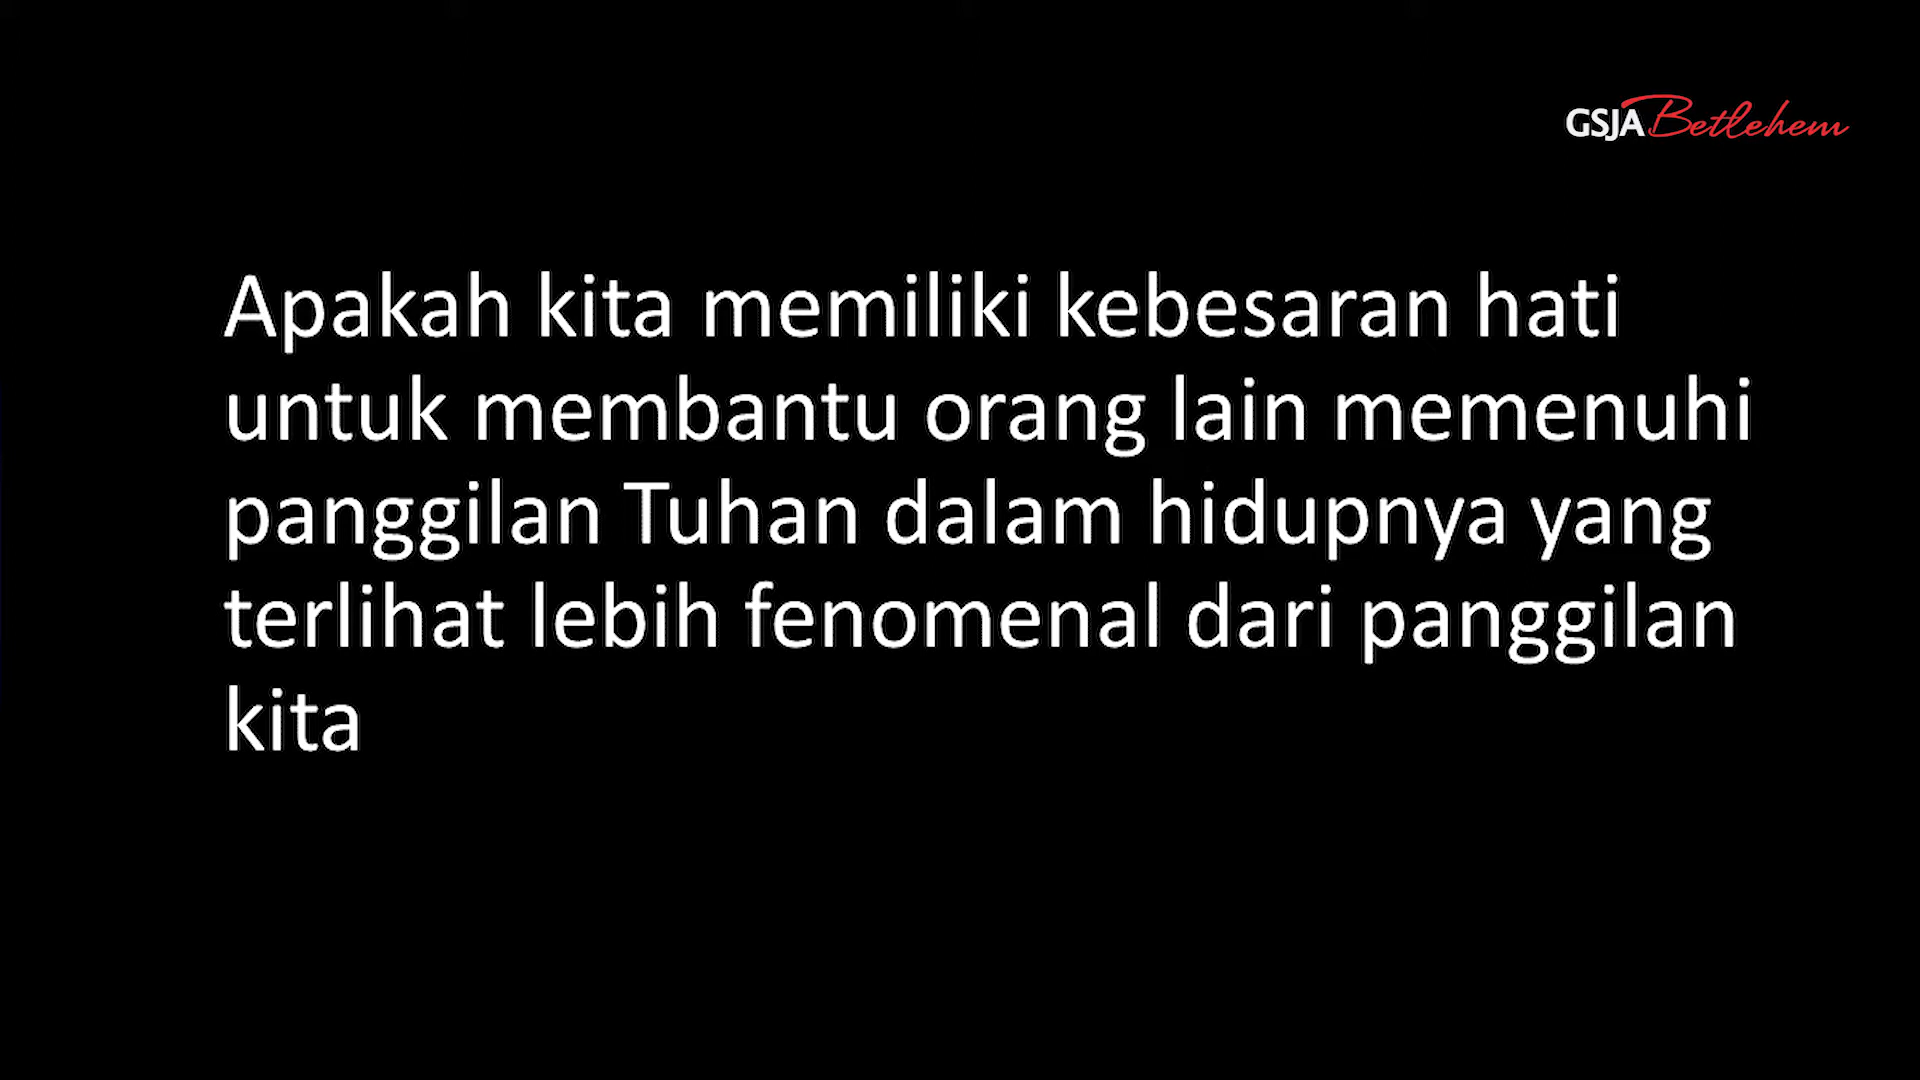 GSJA Betlehem
Apakah kita memiliki kebesaran hati
untuk membantu orang lain memenuhi
panggilan Tuhan dalam hidupnya yang
terlihat lebih fenomenal dari panggilan
kita